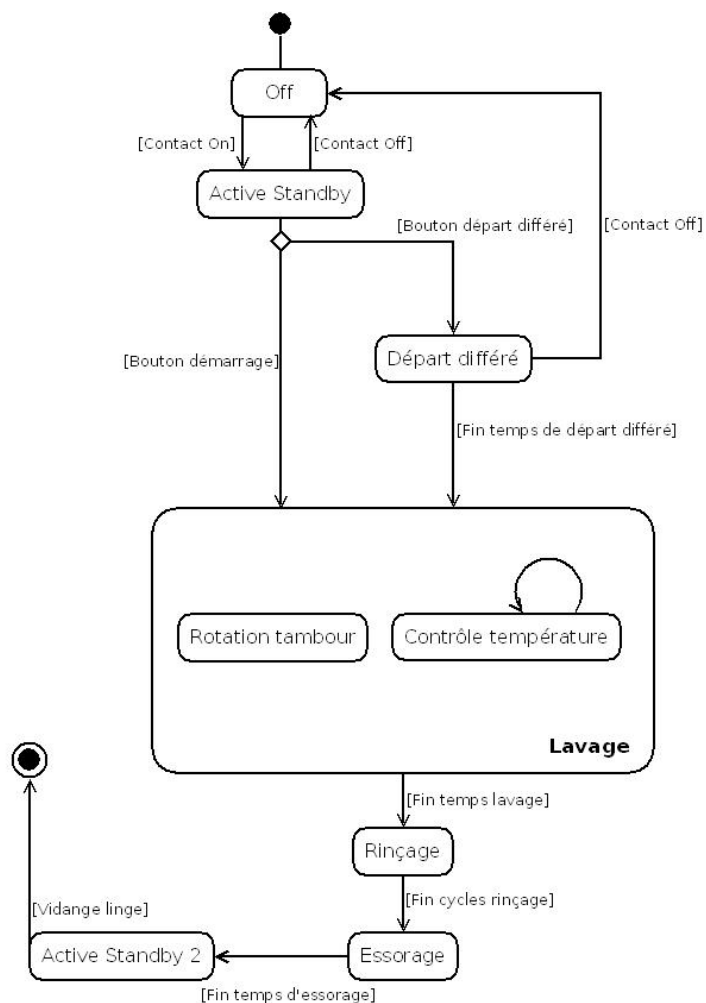 Off
[Contact On]
[Contact Off]
Active Standby
[Bouton départ différé]
[Contact Off]
[Bouton démarrage]
Départ différé
[Fin temps de départ différé]
Rotation tambour
Contrôle température
Lavage
[Fin temps lavage]
Rinçage
[Fin cycles rinçage]
[Vidange linge]
Active Standby 2
Essorage
[Fin temps d'essorage]